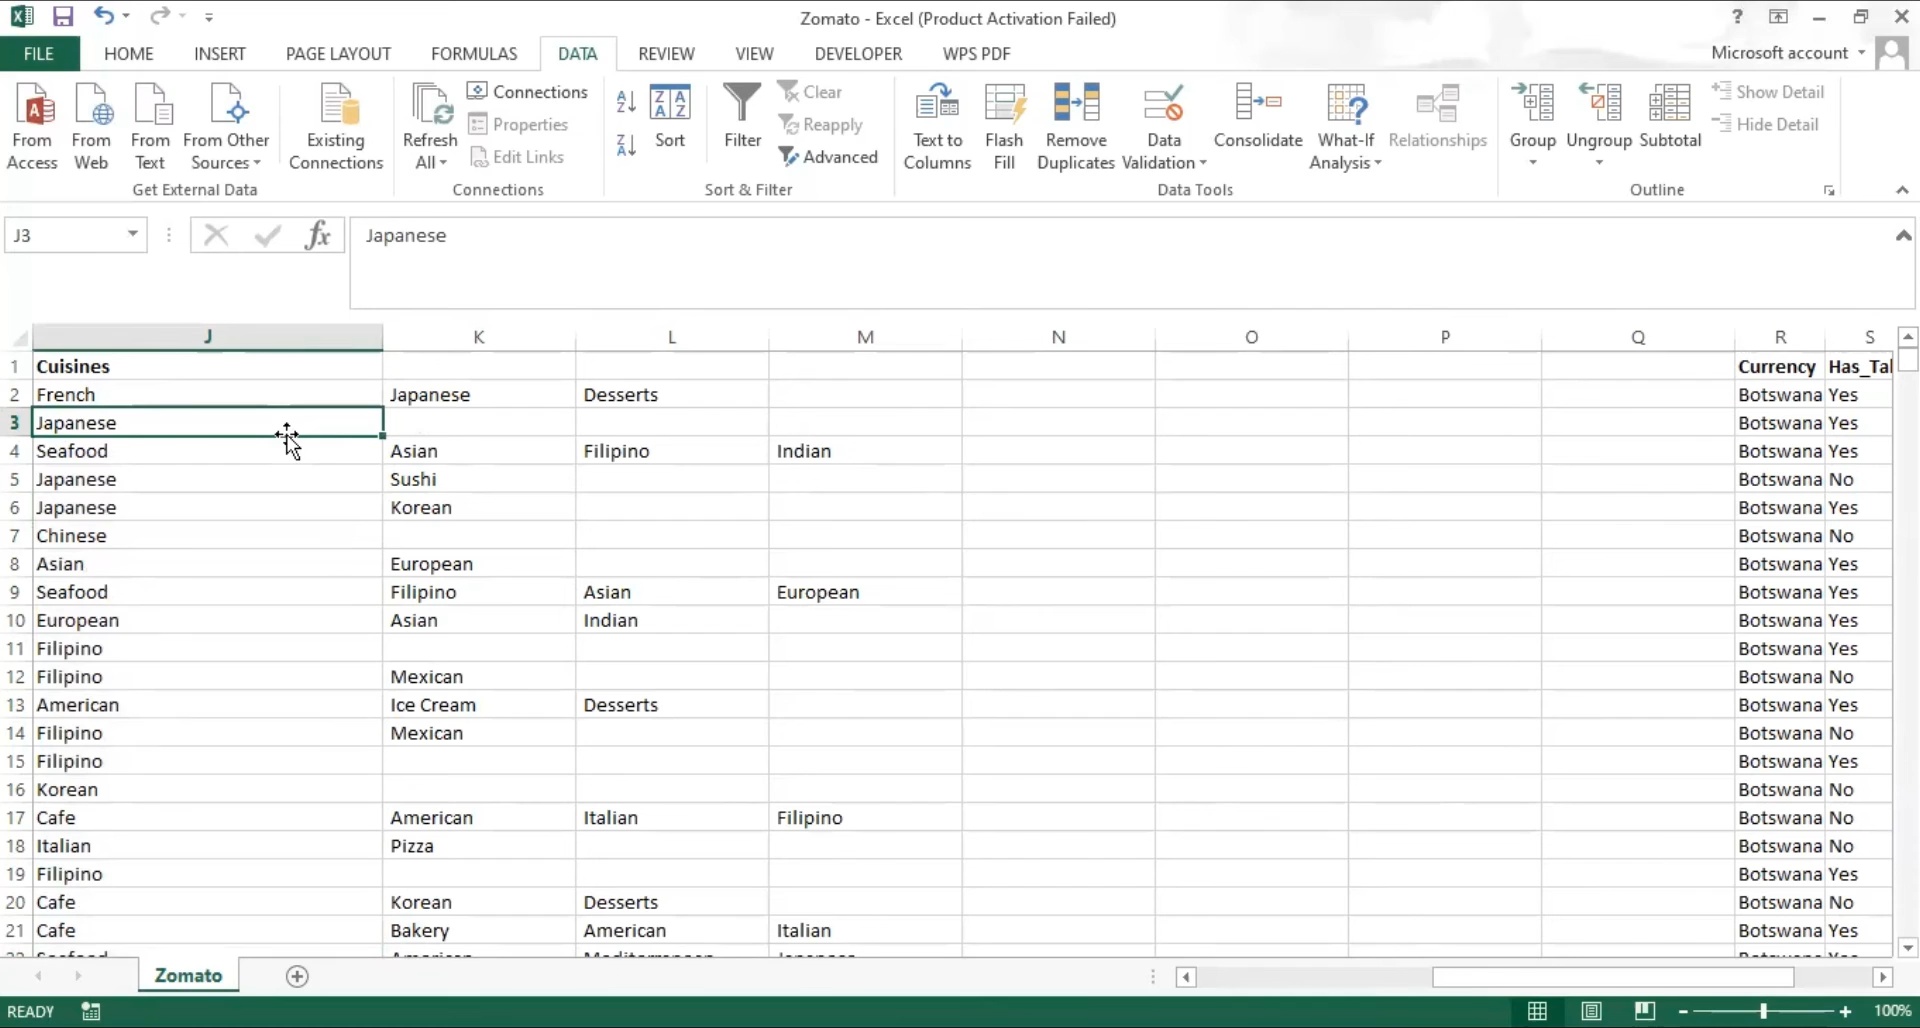 Zomato - Excel (Product Activation Failed) ?
FILE HOME INSERT PAGE LAYOUT FORMULAS DATA REVIEW VIEW DEVELOPER WPS PDF Microsoft account
From Access From Web From Text From Other Sources Existing Connections
Get External Data
Refresh All Connections Properties Edit Links
Connections
Sort Filter Clear Reapply Advanced
Sort & Filter
Text to Columns Flash Fill Remove Duplicates Data Validation Consolidate What-If Analysis Relationships
Data Tools
Group Ungroup Subtotal Show Detail Hide Detail
Outline
J3 fx Japanese
J K L M N O P Q R S
1 Cuisines Currency
2 French Japanese Desserts Botswana Yes
3 Japanese Botswana Yes
4 Seafood Asian Filipino Indian Botswana Yes
5 Japanese Sushi Botswana No
6 Japanese Korean Botswana Yes
7 Chinese Botswana No
8 Asian European Botswana Yes
9 Seafood Filipino Asian European Botswana Yes
10 European Asian Indian Botswana Yes
11 Filipino Botswana Yes
12 Filipino Mexican Botswana No
13 American Ice Cream Desserts Botswana Yes
14 Filipino Mexican Botswana No
15 Filipino Botswana Yes
16 Korean Botswana No
17 Cafe American Italian Filipino Botswana No
18 Italian Pizza Botswana No
19 Filipino Botswana Yes
20 Cafe Korean Desserts Botswana No
21 Cafe Bakery American Italian Botswana Yes
Zomato
READY 100%